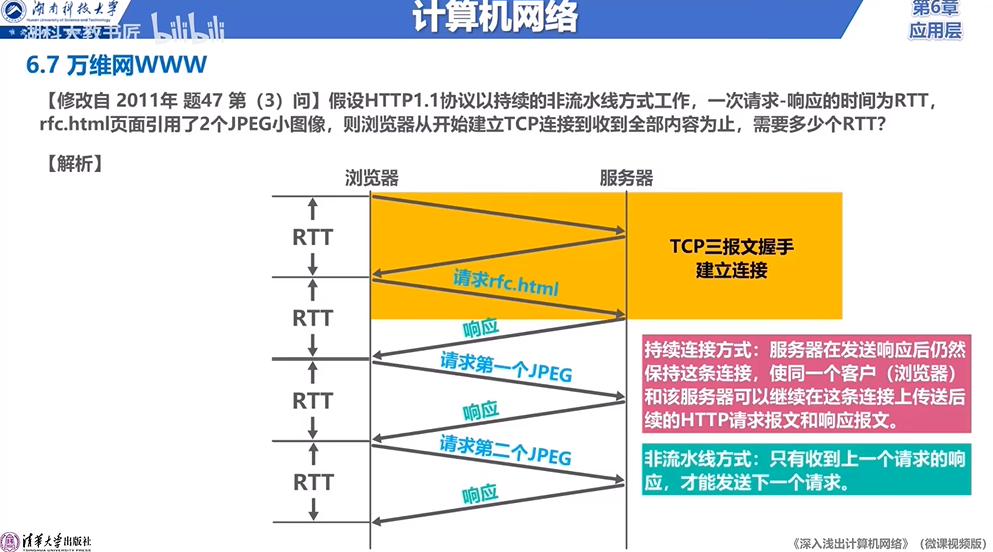 湖南科技大学
Hunan University of Science and Technology
计算机网络
第6章
应用层
湖科大教书匠 bilibili
6.7 万维网WWW
【修改自 2011年 题47 第（3）问】假设HTTP1.1协议以持续的非流水线方式工作，一次请求-响应的时间为RTT，
rfc.html页面引用了2个JPEG小图像，则浏览器从开始建立TCP连接到收到全部内容为止，需要多少个RTT？
【解析】
浏览器
服务器
RTT
TCP三报文握手
建立连接
请求rfc.html
RTT
响应
持续连接方式：服务器在发送响应后仍然
保持这条连接，使同一个客户（浏览器）
和该服务器可以继续在这条连接上传送后
续的HTTP请求报文和响应报文。
请求第一个JPEG
RTT
响应
请求第二个JPEG
非流水线方式：只有收到上一个请求的响
应，才能发送下一个请求。
RTT
响应
清华大学出版社
TSINGHUA UNIVERSITY PRESS
《深入浅出计算机网络》（微课视频版）